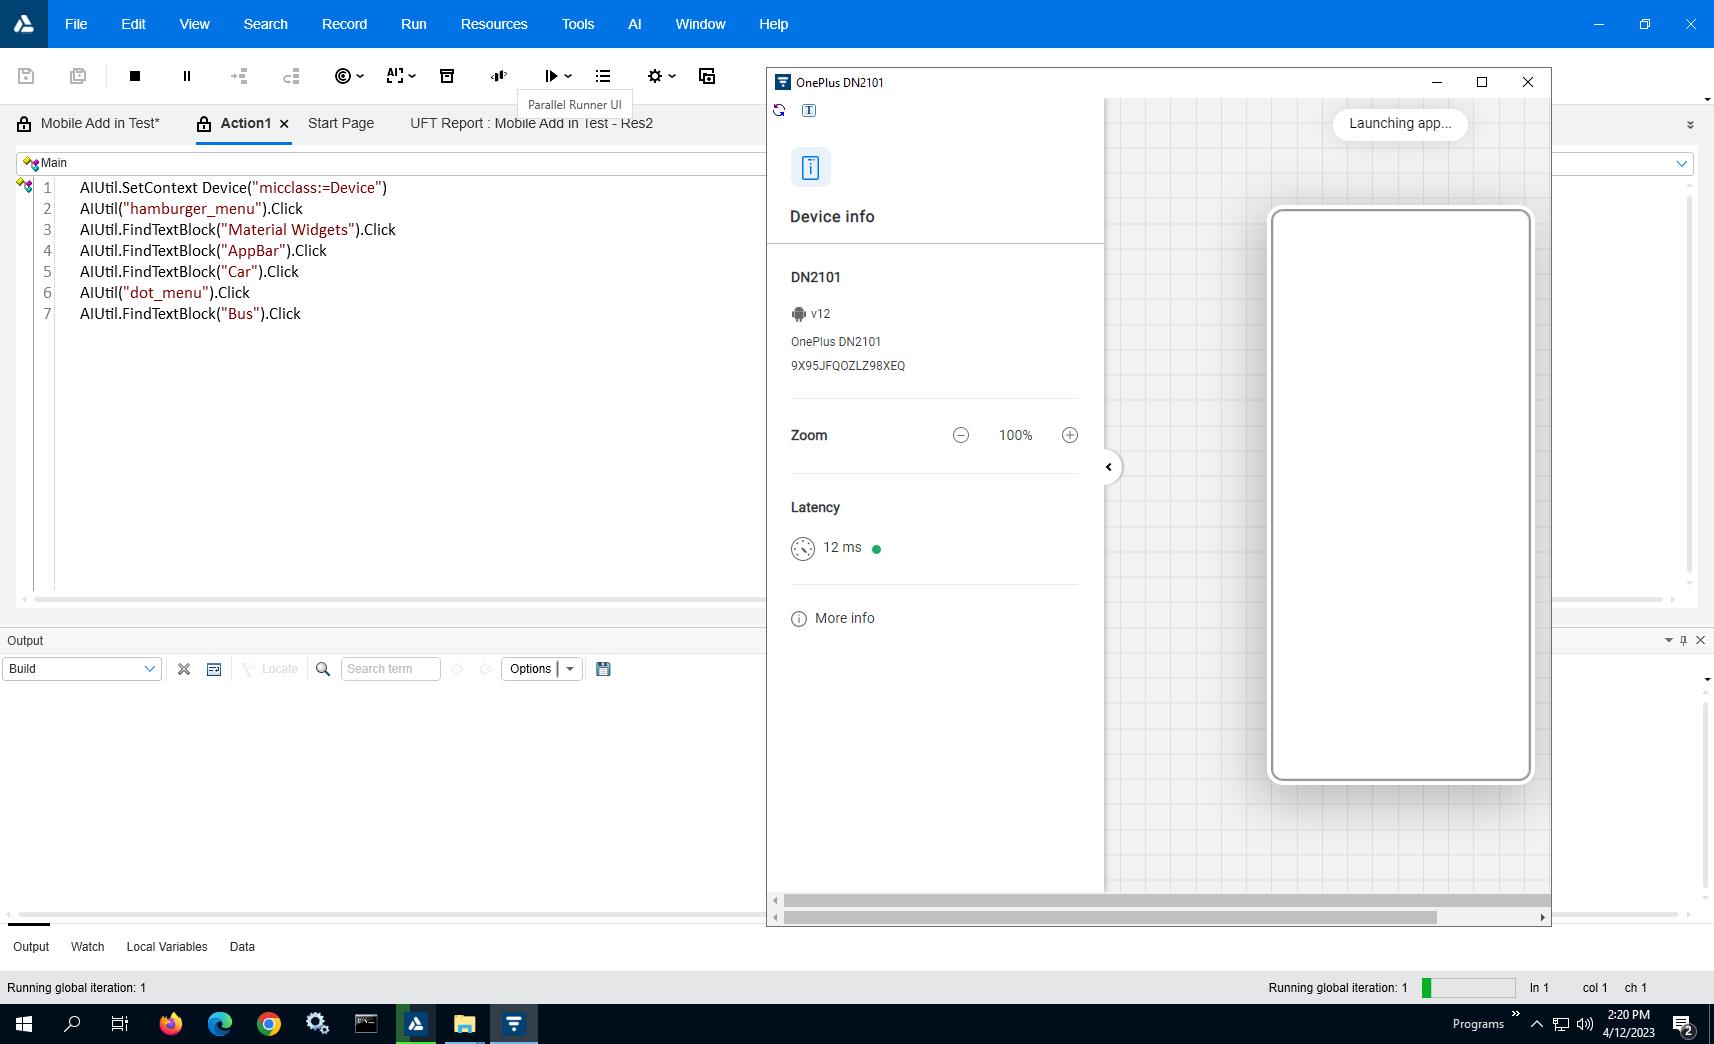 File Edit View Search Record Run Resources Tools AI Window Help
Parallel Runner UI
Mobile Add in Test* Action1 Start Page UFT Report : Mobile Add in Test - Res2
Main
1 AIUtil.SetContext Device("micclass:=Device")
2 AIUtil("hamburger_menu").Click
3 AIUtil.FindTextBlock("Material Widgets").Click
4 AIUtil.FindTextBlock("AppBar").Click
5 AIUtil.FindTextBlock("Car").Click
6 AIUtil("dot_menu").Click
7 AIUtil.FindTextBlock("Bus").Click
OnePlus DN2101
Launching app...
Device info
DN2101
v12
OnePlus DN2101
9X95JFQOZLZ98XEQ
Zoom 100%
Latency
12 ms
More info
Output
Build Locate Search term Options
Output Watch Local Variables Data
Running global iteration: 1 Running global iteration: 1 ln 1 col 1 ch 1
Programs 2:20 PM
4/12/2023 2